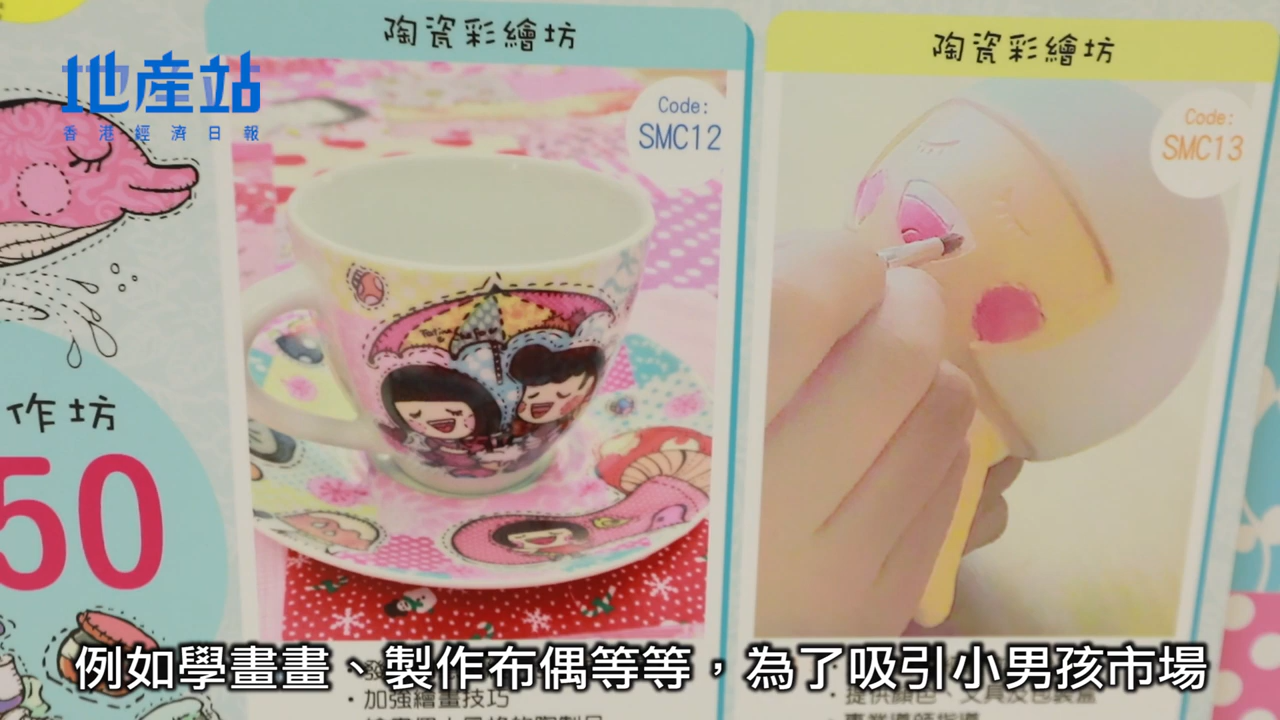 陶瓷彩繪坊
陶瓷彩繪坊
地產站
香港經濟日報
Code:
SMC12
Code:
SMC13
作坊
50
例如學畫畫、製作布偶等等，為了吸引小男孩市場
・加強繪畫技巧